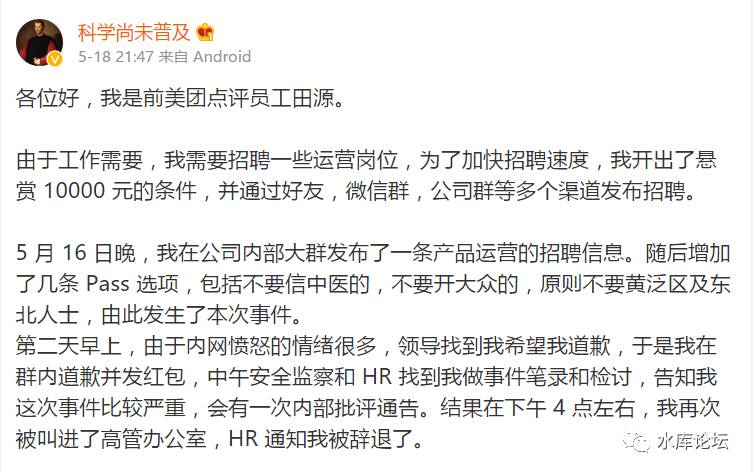 科学尚未普及
5-18 21:47 来自 Android
各位好，我是前美团点评员工田源。
由于工作需要，我需要招聘一些运营岗位，为了加快招聘速度，我开出了悬
赏 10000 元的条件，并通过好友，微信群，公司群等多个渠道发布招聘。
5 月 16 日晚，我在公司内部大群发布了一条产品运营的招聘信息。随后增加
了几条 Pass 选项，包括不要信中医的，不要开大众的，原则不要黄泛区及东
北人士，由此发生了本次事件。
第二天早上，由于内网愤怒的情绪很多，领导找到我希望我道歉，于是我在
群内道歉并发红包，中午安全监察和 HR 找到我做事件笔录和检讨，告知我
这次事件比较严重，会有一次内部批评通告。结果在下午 4 点左右，我再次
被叫进了高管办公室，HR 通知我被辞退了。
水库论坛